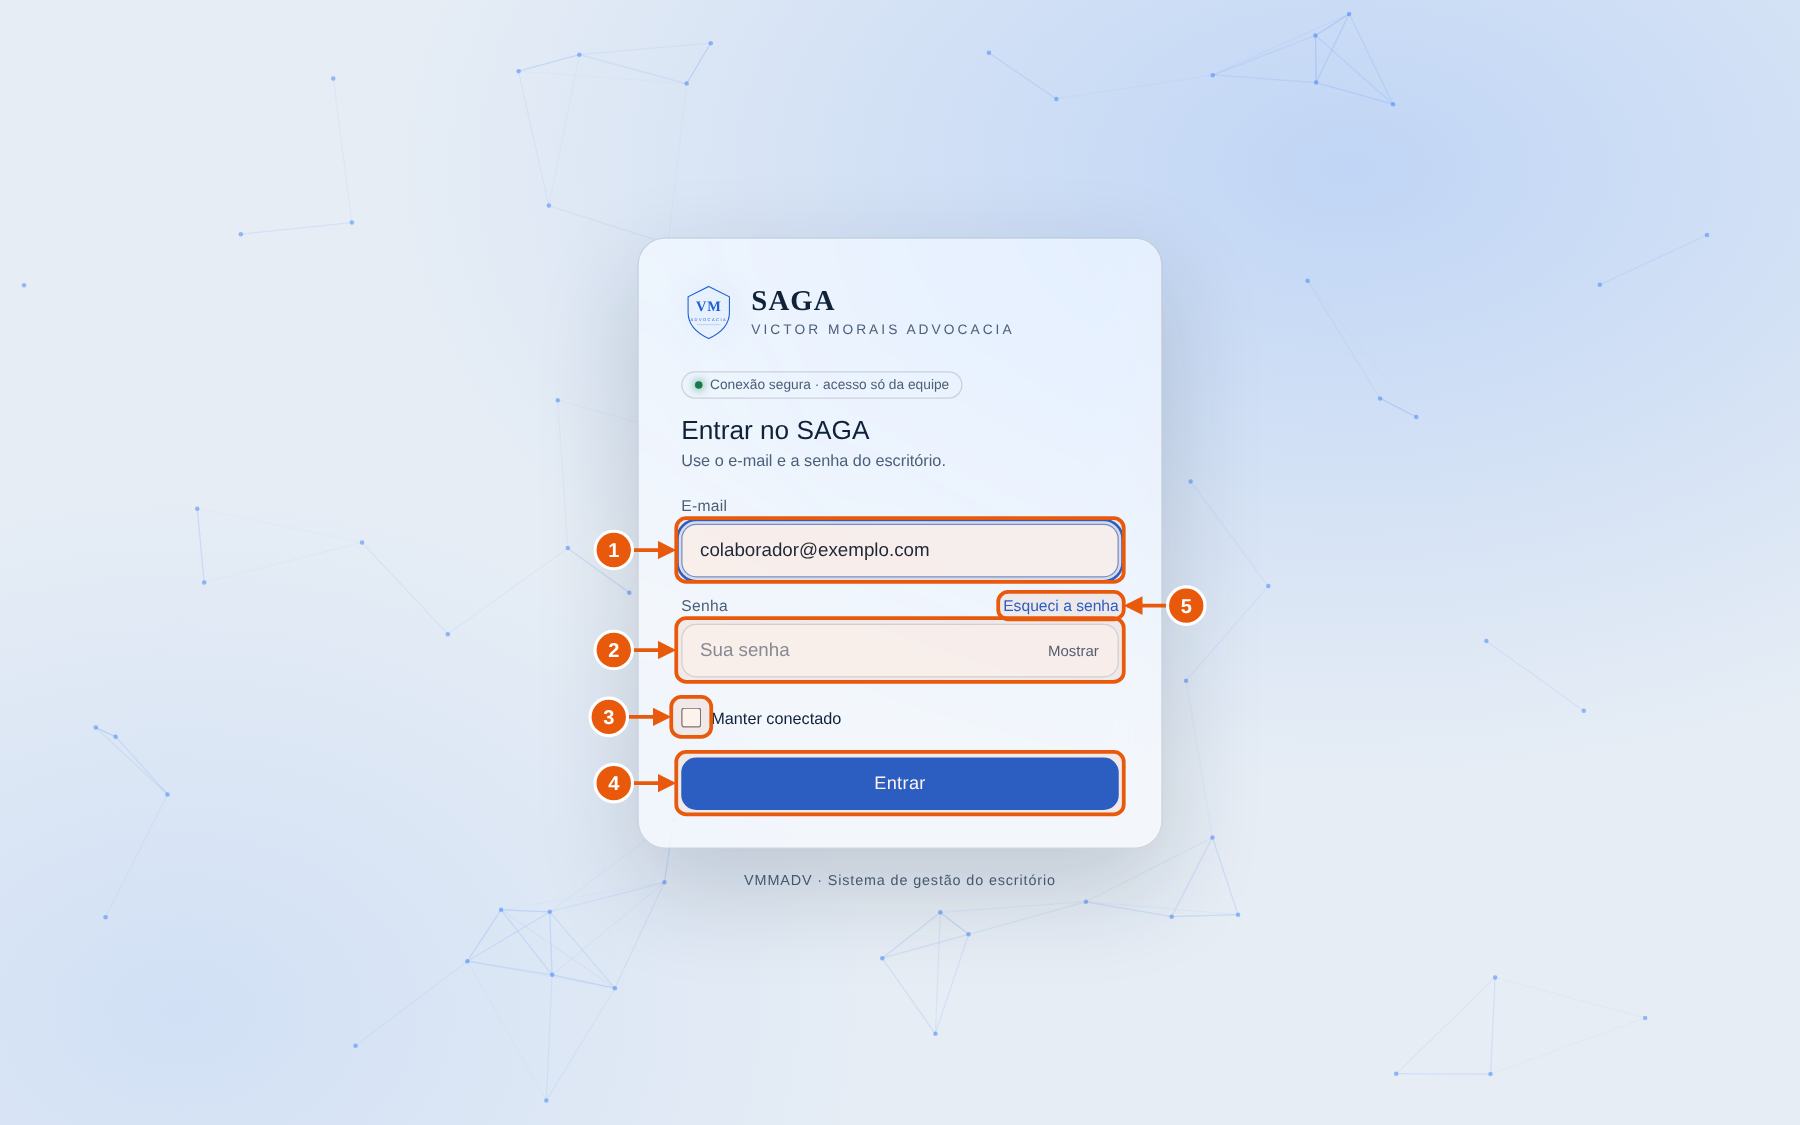 VM
ADVOCACIA
SAGA
VICTOR MORAIS ADVOCACIA
Conexão segura · acesso só da equipe
Entrar no SAGA
Use o e-mail e a senha do escritório.
E-mail
1 colaborador@exemplo.com
Senha Esqueci a senha 5
2 Sua senha Mostrar
3 Manter conectado
4 Entrar
VMMADV · Sistema de gestão do escritório